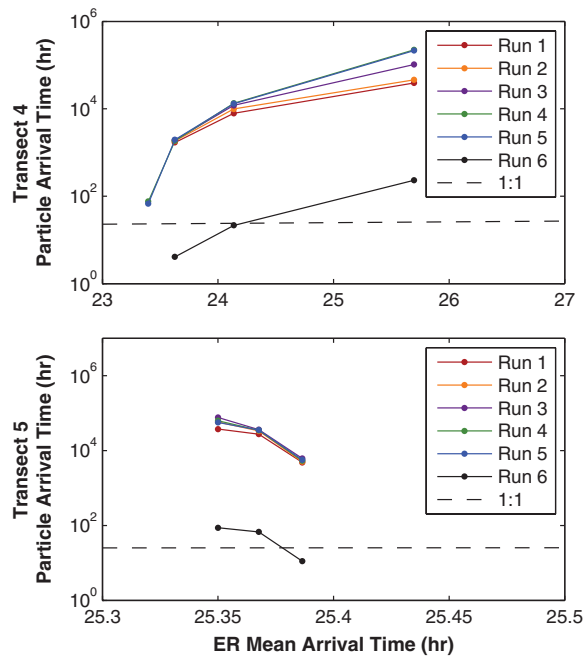 Transect 4
Particle Arrival Time (hr)
10^6
10^4
10^2
10^0
23
24
25
26
27
Run 1
Run 2
Run 3
Run 4
Run 5
Run 6
1:1
Transect 5
Particle Arrival Time (hr)
10^6
10^4
10^2
10^0
25.3
25.35
25.4
25.45
25.5
Run 1
Run 2
Run 3
Run 4
Run 5
Run 6
1:1
ER Mean Arrival Time (hr)